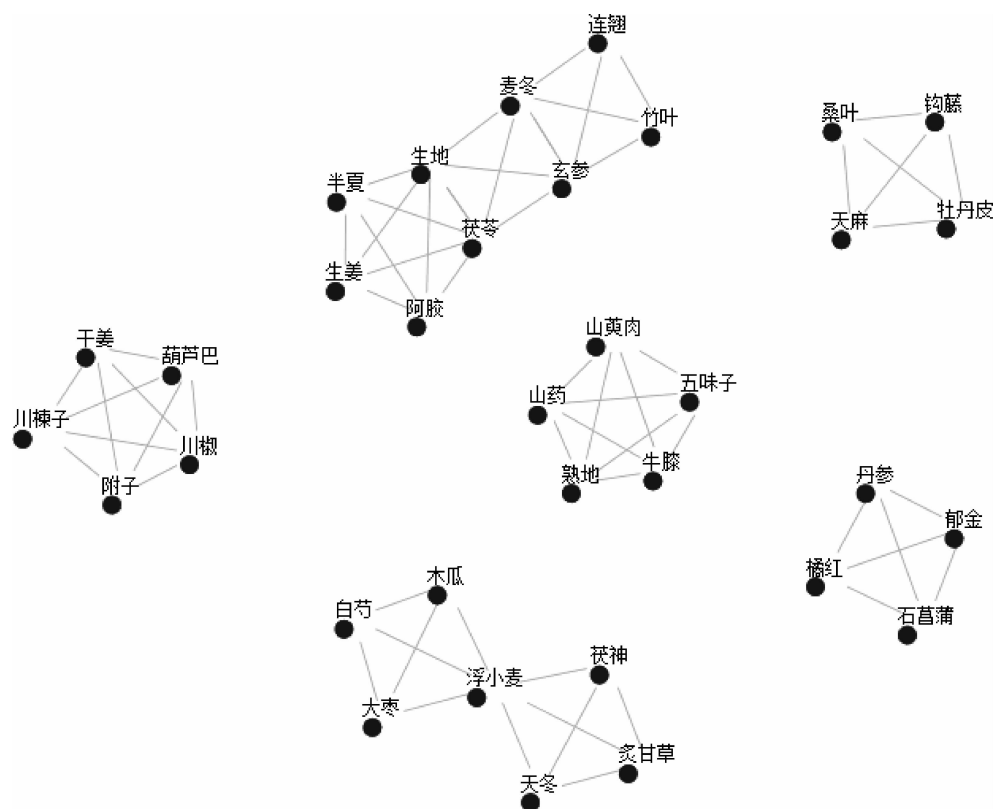 连翘
麦冬
竹叶
生地
玄参
半夏
茯苓
生姜
阿胶
桑叶
钩藤
天麻
牡丹皮
干姜
葫芦巴
川楝子
川椒
附子
山萸肉
五味子
山药
熟地
牛膝
丹参
郁金
橘红
石菖蒲
木瓜
白芍
浮小麦
大枣
茯神
炙甘草
天冬